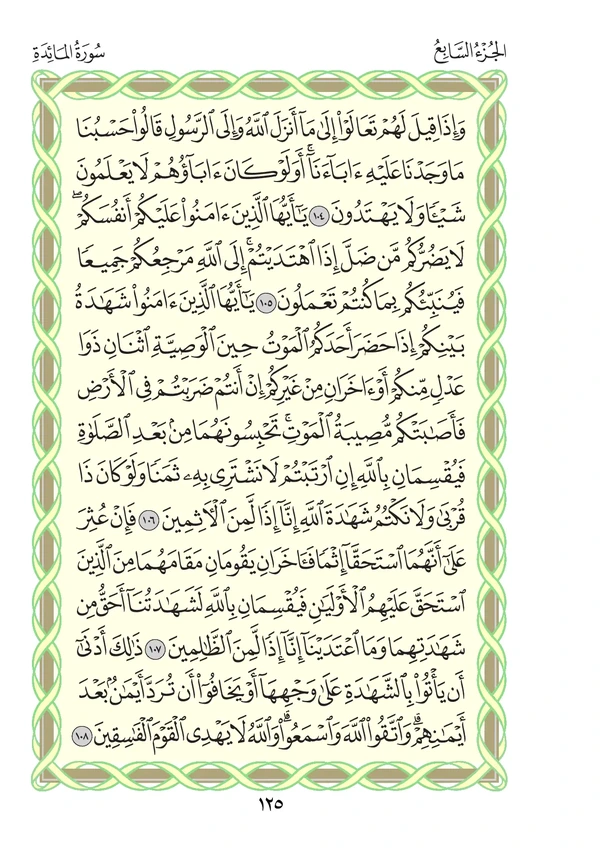 الجُزْءُ السَّابِعُ
سُورَةُ المَائِدَةِ
وَإِذَا قِيلَ لَهُمْ تَعَالَوْا۟ إِلَىٰ مَآ أَنزَلَ ٱللَّهُ وَإِلَى ٱلرَّسُولِ قَالُوا۟ حَسْبُنَا
مَا وَجَدْنَا عَلَيْهِ ءَابَآءَنَآۚ أَوَلَوْ كَانَ ءَابَآؤُهُمْ لَا يَعْلَمُونَ
شَيْـًٔا وَلَا يَهْتَدُونَ ١٠٤ يَـٰٓأَيُّهَا ٱلَّذِينَ ءَامَنُوا۟ عَلَيْكُمْ أَنفُسَكُمْۖ
لَا يَضُرُّكُم مَّن ضَلَّ إِذَا ٱهْتَدَيْتُمْۚ إِلَى ٱللَّهِ مَرْجِعُكُمْ جَمِيعًا
فَيُنَبِّئُكُم بِمَا كُنتُمْ تَعْمَلُونَ ١٠٥ يَـٰٓأَيُّهَا ٱلَّذِينَ ءَامَنُوا۟ شَهَـٰدَةُ
بَيْنِكُمْ إِذَا حَضَرَ أَحَدَكُمُ ٱلْمَوْتُ حِينَ ٱلْوَصِيَّةِ ٱثْنَانِ ذَوَا
عَدْلٍ مِّنكُمْ أَوْ ءَاخَرَانِ مِنْ غَيْرِكُمْ إِنْ أَنتُمْ ضَرَبْتُمْ فِى ٱلْأَرْضِ
فَأَصَـٰبَتْكُم مُّصِيبَةُ ٱلْمَوْتِۚ تَحْبِسُونَهُمَا مِنۢ بَعْدِ ٱلصَّلَوٰةِ
فَيُقْسِمَانِ بِٱللَّهِ إِنِ ٱرْتَبْتُمْ لَا نَشْتَرِى بِهِۦ ثَمَنًا وَلَوْ كَانَ ذَا
قُرْبَىٰ وَلَا نَكْتُمُ شَهَـٰدَةَ ٱللَّهِ إِنَّآ إِذًا لَّمِنَ ٱلْـَٔاثِمِينَ ١٠٦ فَإِنْ عُثِرَ
عَلَىٰٓ أَنَّهُمَا ٱسْتَحَقَّآ إِثْمًا فَـَٔاخَرَانِ يَقُومَانِ مَقَامَهُمَا مِنَ ٱلَّذِينَ
ٱسْتَحَقَّ عَلَيْهِمُ ٱلْأَوْلَيَـٰنِ فَيُقْسِمَانِ بِٱللَّهِ لَشَهَـٰدَتُنَآ أَحَقُّ مِن
شَهَـٰدَتِهِمَا وَمَا ٱعْتَدَيْنَآ إِنَّآ إِذًا لَّمِنَ ٱلظَّـٰلِمِينَ ١٠٧ ذَٰلِكَ أَدْنَىٰٓ
أَن يَأْتُوا۟ بِٱلشَّهَـٰدَةِ عَلَىٰ وَجْهِهَآ أَوْ يَخَافُوٓا۟ أَن تُرَدَّ أَيْمَـٰنٌۢ بَعْدَ
أَيْمَـٰنِهِمْۗ وَٱتَّقُوا۟ ٱللَّهَ وَٱسْمَعُوا۟ۗ وَٱللَّهُ لَا يَهْدِى ٱلْقَوْمَ ٱلْفَـٰسِقِينَ ١٠٨
١٢٥